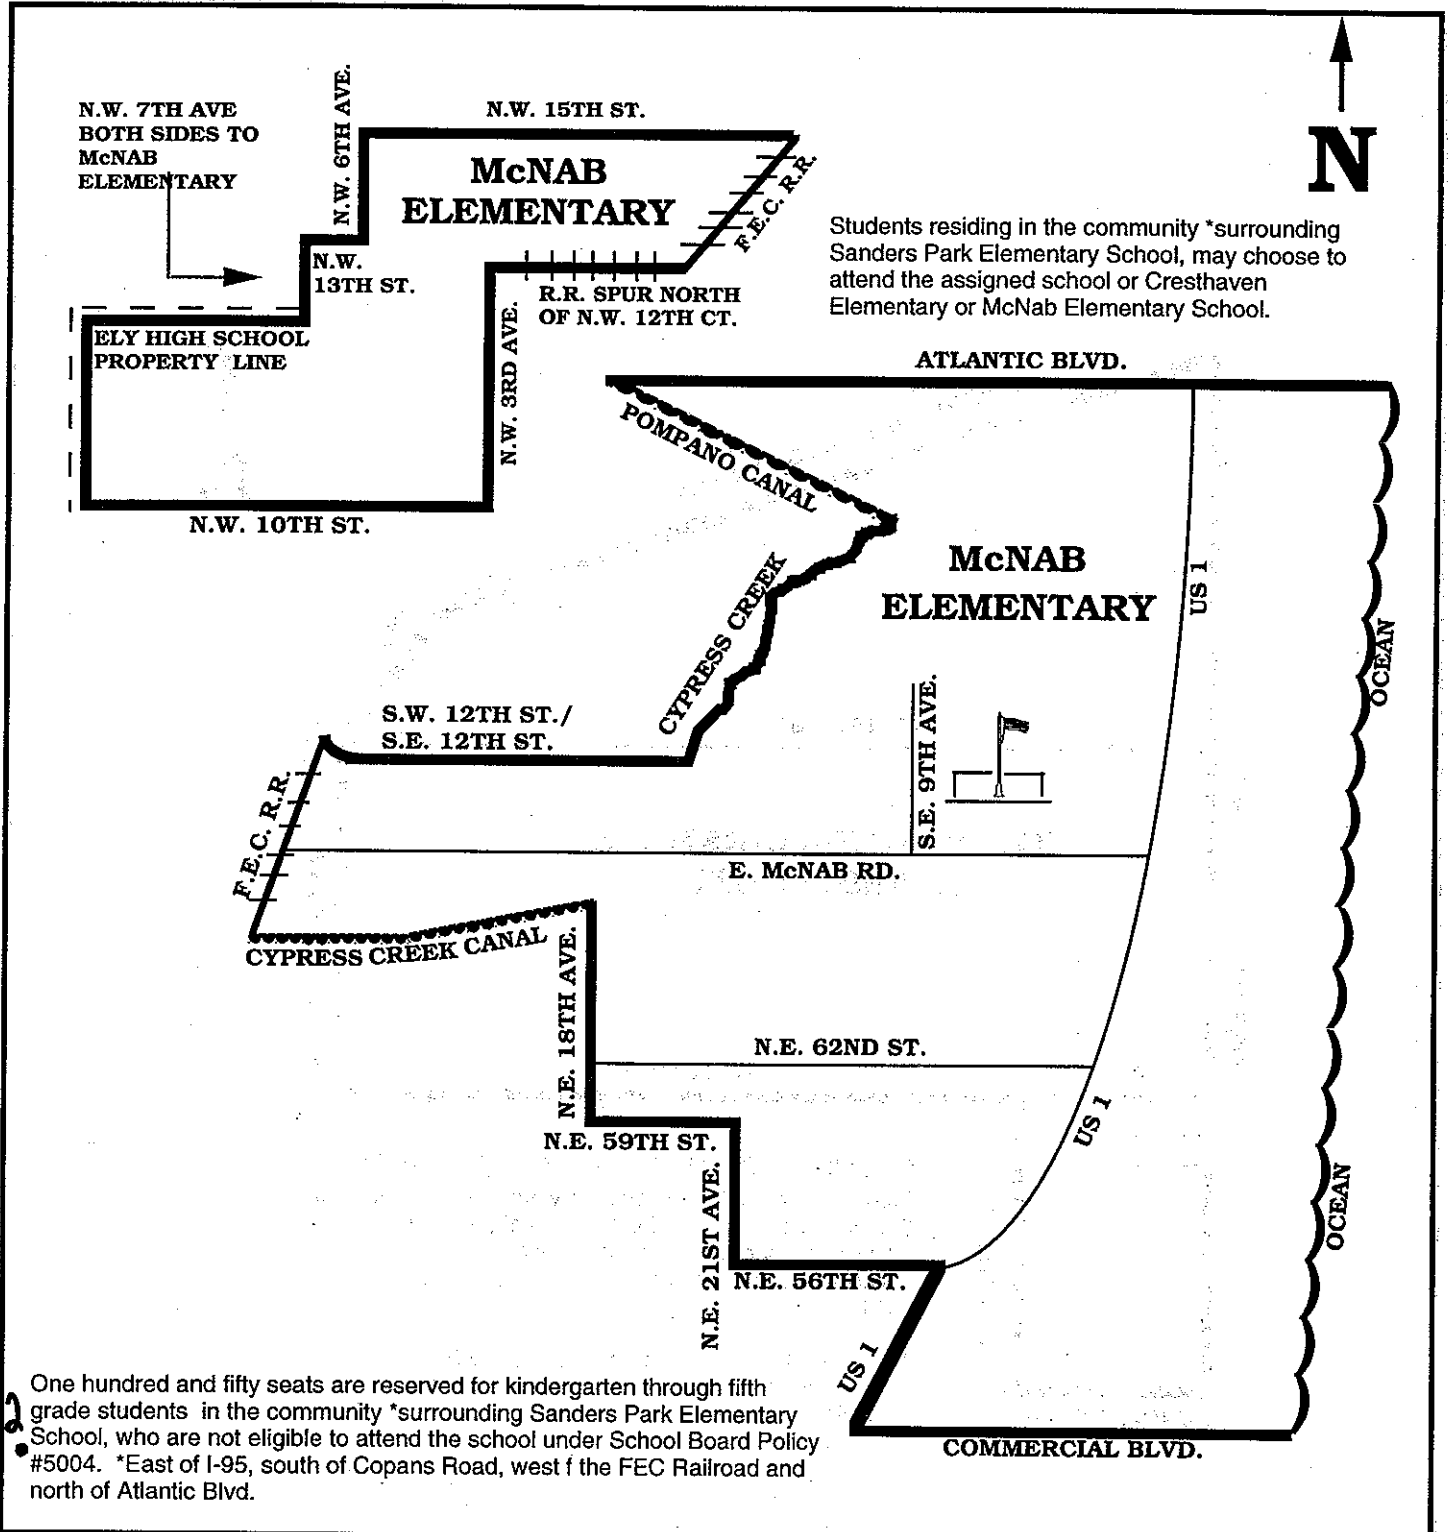 N.W. 7TH AVE
BOTH SIDES TO
McNAB
ELEMENTARY
N.W. 6TH AVE.
N.W. 15TH ST.
McNAB
ELEMENTARY
F.E.C. R.R.
N
N.W.
13TH ST.
R.R. SPUR NORTH
OF N.W. 12TH CT.
ELY HIGH SCHOOL
PROPERTY LINE
N.W. 3RD AVE.
N.W. 10TH ST.
Students residing in the community *surrounding
Sanders Park Elementary School, may choose to
attend the assigned school or Cresthaven
Elementary or McNab Elementary School.
ATLANTIC BLVD.
POMPANO CANAL
McNAB
ELEMENTARY
US 1
OCEAN
CYPRESS CREEK
S.W. 12TH ST./
S.E. 12TH ST.
S.E. 9TH AVE.
F.E.C. R.R.
E. McNAB RD.
CYPRESS CREEK CANAL
N.E. 18TH AVE.
N.E. 62ND ST.
US 1
N.E. 59TH ST.
N.E. 21ST AVE.
OCEAN
N.E. 56TH ST.
US 1
COMMERCIAL BLVD.
One hundred and fifty seats are reserved for kindergarten through fifth
grade students in the community *surrounding Sanders Park Elementary
School, who are not eligible to attend the school under School Board Policy
#5004. *East of I-95, south of Copans Road, west f the FEC Railroad and
north of Atlantic Blvd.